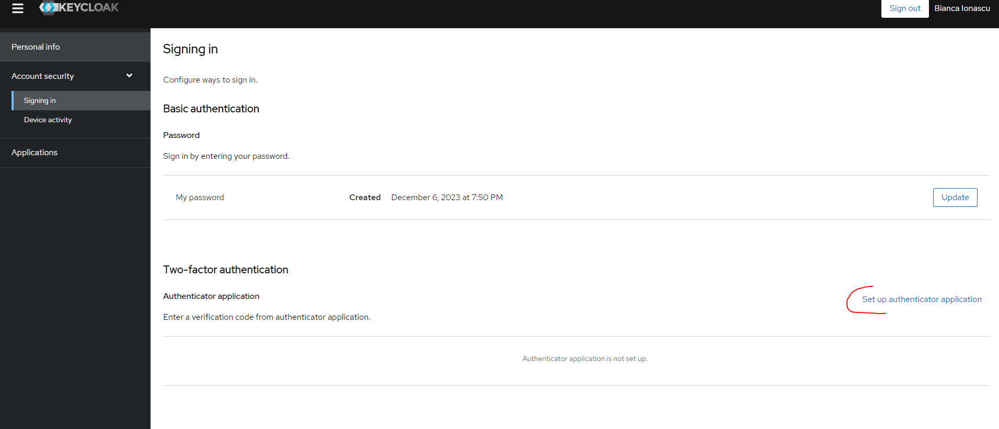 KEYCLOAK
Sign out
Bianca Ionascu
Personal info
Account security
Signing in
Device activity
Applications
Signing in
Configure ways to sign in.
Basic authentication
Password
Sign in by entering your password.
My password Created December 6, 2023 at 7:50 PM Update
Two-factor authentication
Authenticator application
Set up authenticator application
Enter a verification code from authenticator application.
Authenticator application is not set up.